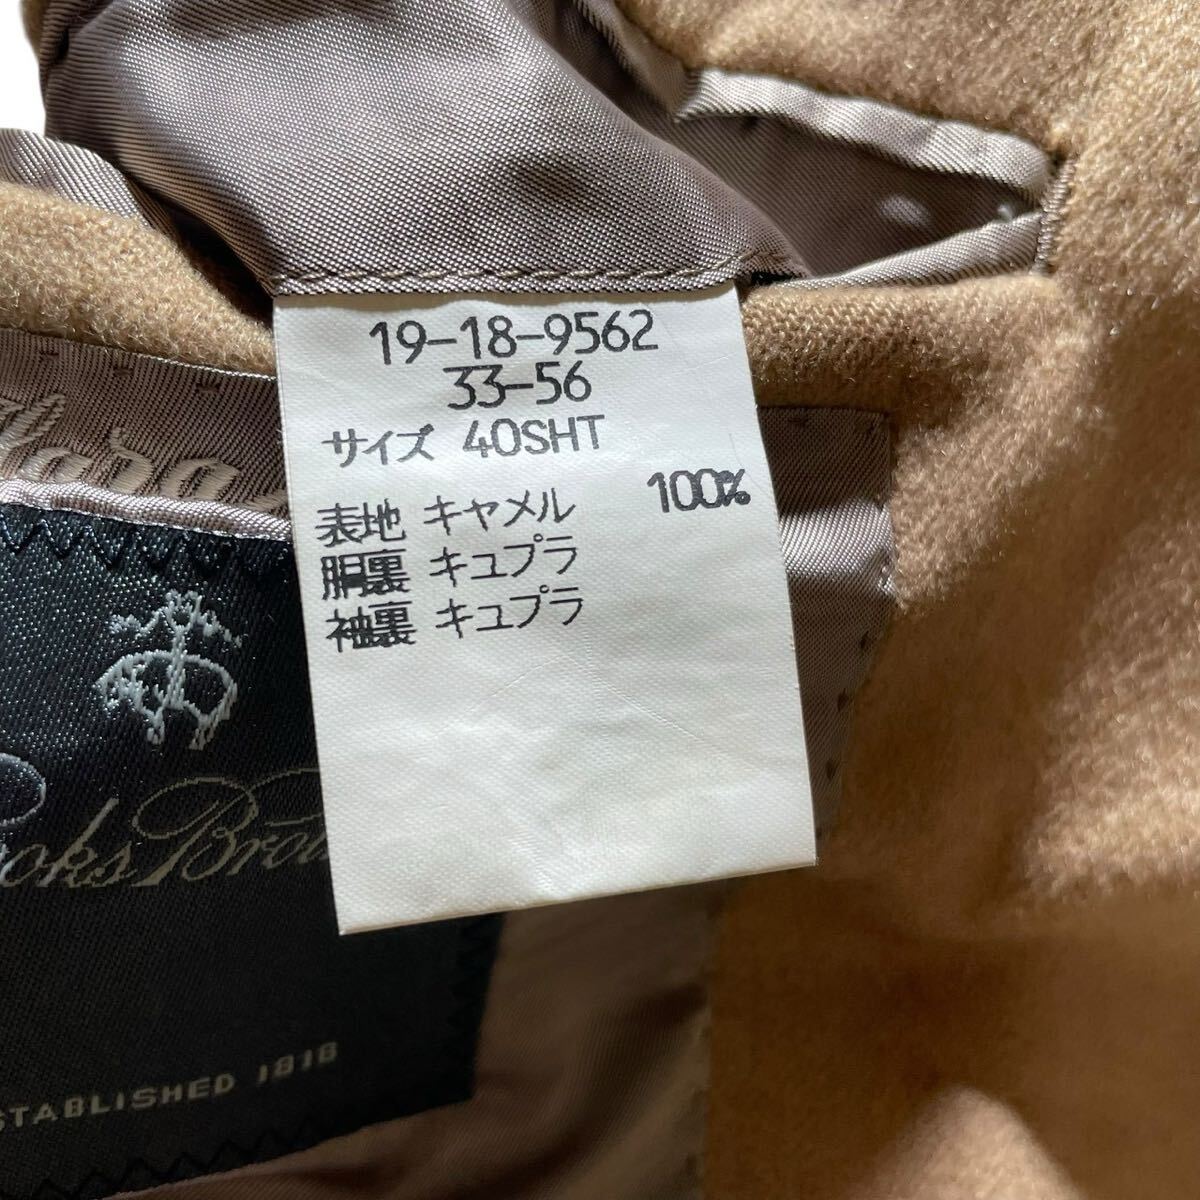 19-18-9562
33-56
サイズ 40SHT
表地 キャメル 100%
胴裏 キュプラ
袖裏 キュプラ
ESTABLISHED 1818